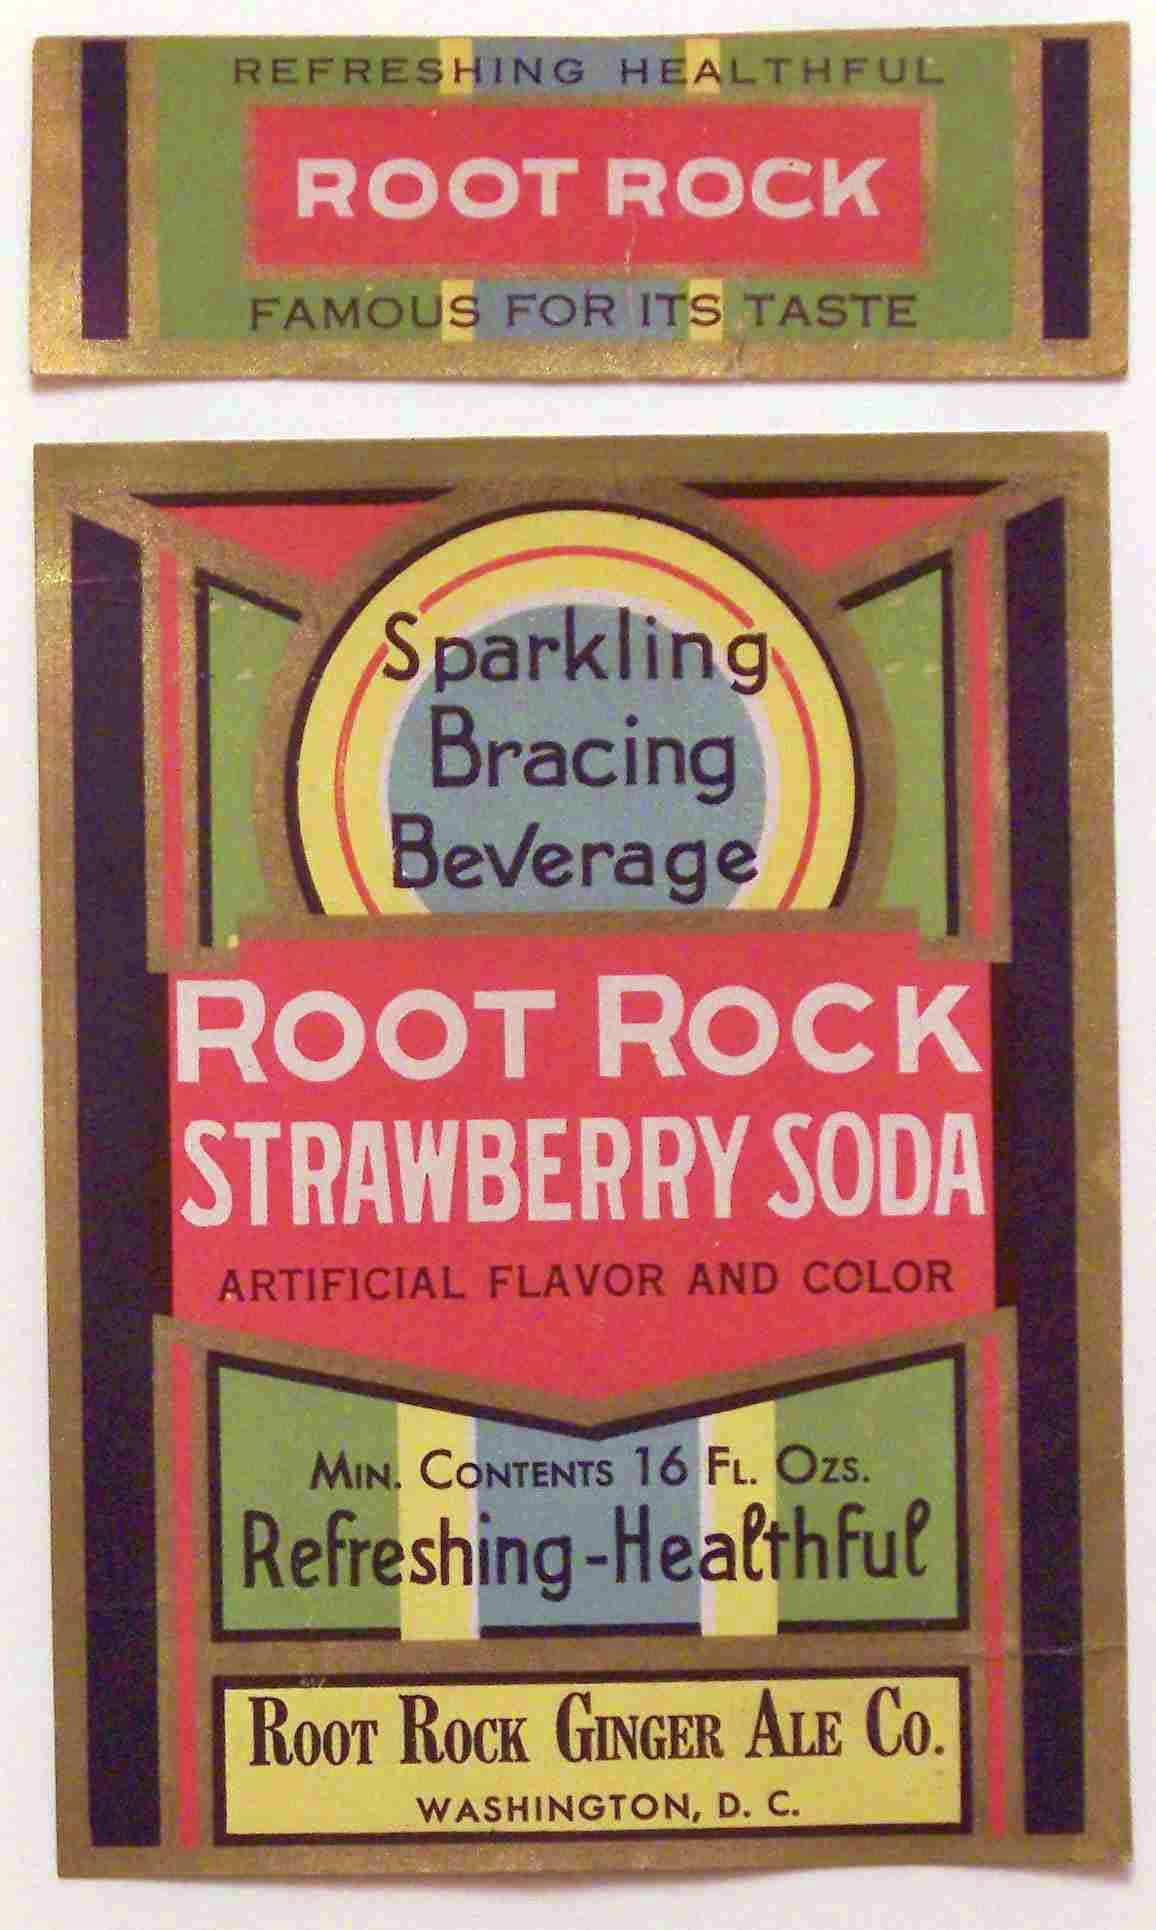 REFRESHING HEALTHFUL
ROOT ROCK
FAMOUS FOR ITS TASTE
Sparkling
Bracing
Beverage
ROOT ROCK
STRAWBERRY SODA
ARTIFICIAL FLAVOR AND COLOR
MIN. CONTENTS 16 FL. OZS.
Refreshing-Healthful
ROOT ROCK GINGER ALE CO.
WASHINGTON, D. C.